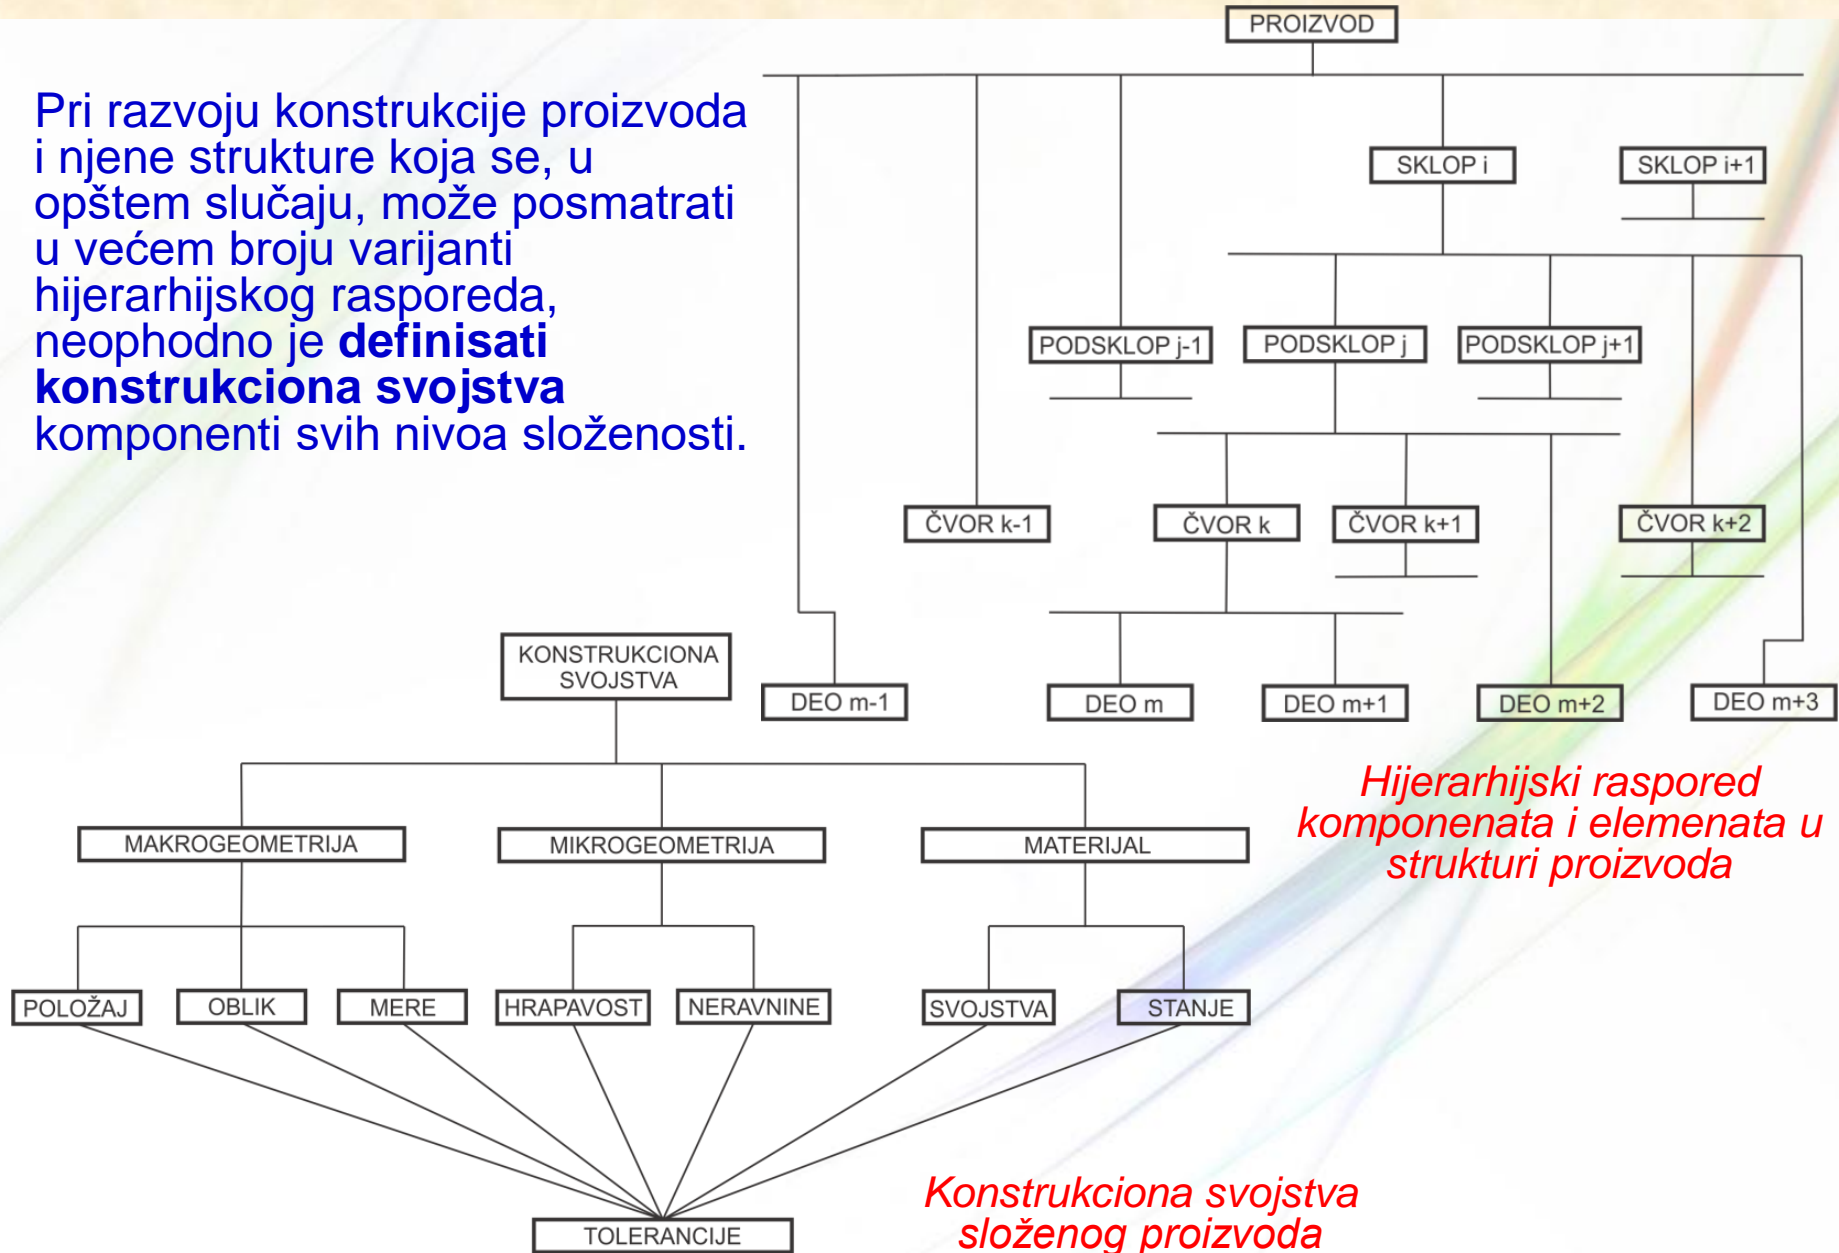 Pri razvoju konstrukcije proizvoda
i njene strukture koja se, u
opštem slučaju, može posmatrati
u većem broju varijanti
hijerarhijskog rasporeda,
neophodno je definisati
konstrukciona svojstva
komponenti svih nivoa složenosti.
PROIZVOD
SKLOP i
SKLOP i+1
PODSKLOP j-1
PODSKLOP j
PODSKLOP j+1
ČVOR k-1
ČVOR k
ČVOR k+1
ČVOR k+2
DEO m-1
DEO m
DEO m+1
DEO m+2
DEO m+3
Hijerarhijski raspored
komponenata i elemenata u
strukturi proizvoda
KONSTRUKCIONA
SVOJSTVA
MAKROGEOMETRIJA
MIKROGEOMETRIJA
MATERIJAL
POLOŽAJ
OBLIK
MERE
HRAPAVOST
NERAVNINE
SVOJSTVA
STANJE
TOLERANCIJE
Konstrukciona svojstva
složenog proizvoda